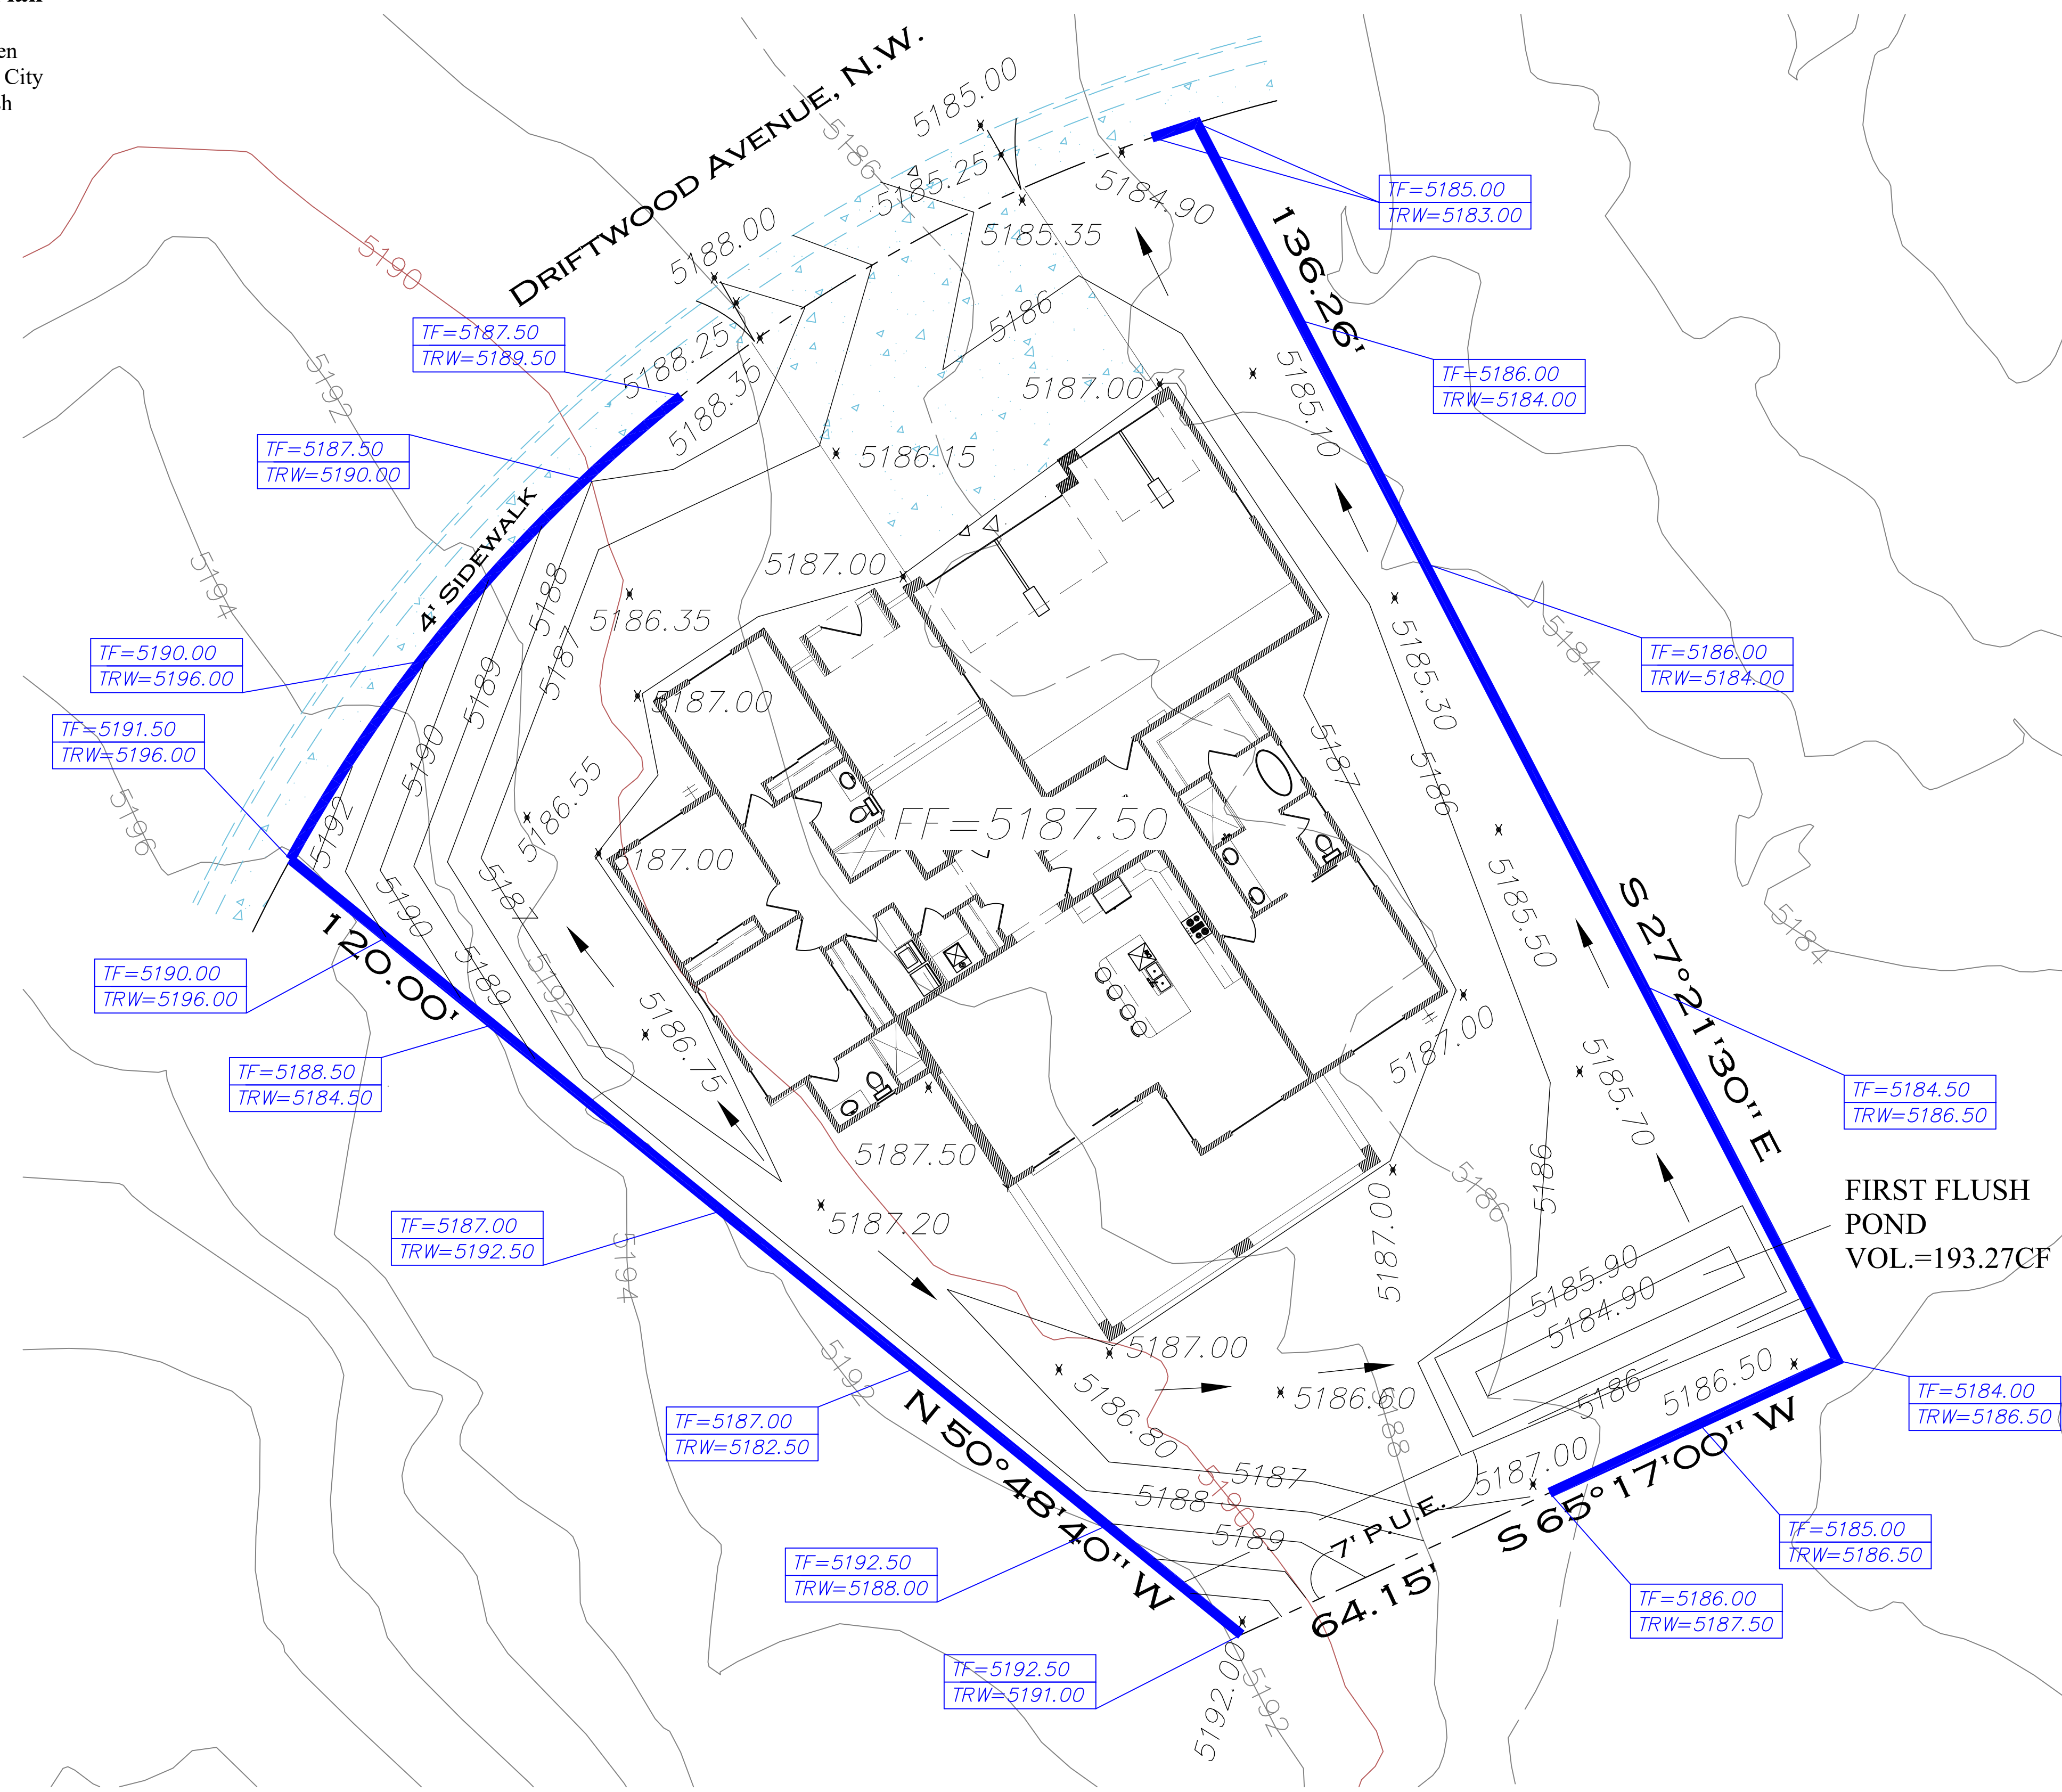 en
City
sh
DRIFTWOOD AVENUE, N.W.
5185.00
5186
5185.25
5184.90
5185.35
5188.00
5188.25
5188.35
5190
TF=5185.00
TRW=5183.00
136.26'
TF=5187.50
TRW=5189.50
5186
TF=5186.00
TRW=5184.00
5192
5187.00
5185.10
TF=5187.50
TRW=5190.00
5186.15
4' SIDEWALK
5194
5188
5187.00
5186.35
5187
5189
5184
TF=5186.00
TRW=5184.00
5185.30
TF=5190.00
TRW=5196.00
5187.00
TF=5191.50
TRW=5196.00
5190
5187
5186
5196
5192
5186.55
FF=5187.50
5187.00
5185.50
5187
5190
5184
120.00'
S 27°21'30" E
TF=5190.00
TRW=5196.00
5189
5192
5186.75
5187.00
5185.70
TF=5188.50
TRW=5184.50
TF=5184.50
TRW=5186.50
5187.50
5186
5186
FIRST FLUSH
POND
VOL.=193.27CF
5187.00
5187.20
TF=5187.00
TRW=5192.50
5194
5185.90
5184.90
5192
5187.00
5186.80
5186.60
5188
5186
5186.50
TF=5184.00
TRW=5186.50
TF=5187.00
TRW=5182.50
N 50°48'40" W
5190
5187
5188
5189
5187.00
7' P.U.E.
S 65°17'00" W
64.15'
TF=5185.00
TRW=5186.50
TF=5192.50
TRW=5188.00
TF=5186.00
TRW=5187.50
TF=5192.50
TRW=5191.00
5192.00
5192